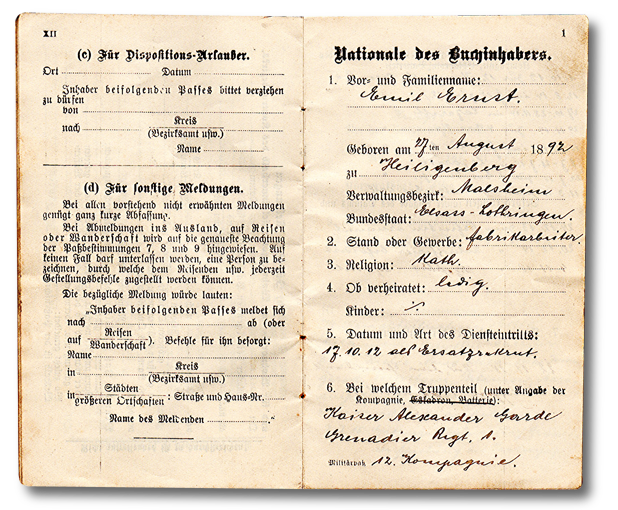 XII
(c) Für Dispositions-Urlauber.
Ort Datum
Inhaber beifolgenden Passes bittet verziehen
zu dürfen
von
nach Kreis
(Bezirksamt usw.)
Name
(d) Für sonstige Meldungen.
Bei allen vorstehend nicht erwähnten Meldungen
genügt ganz kurze Abfassung.
Bei Abmeldungen ins Ausland, auf Reisen
oder Wanderschaft wird auf die genaueste Beachtung
der Paßbestimmungen 7, 8 und 9 hingewiesen. Auf
keinen Fall darf unterlassen werden, eine Person zu be-
zeichnen, durch welche dem Reisenden usw. jederzeit
Gestellungsbefehle zugestellt werden können.
Die bezügliche Meldung würde lauten:
„Inhaber beifolgenden Passes meldet sich
nach ab (oder
auf Reisen
Wanderschaft). Befehle für ihn besorgt:
Name
in Kreis
(Bezirksamt usw.)
in Städten
größeren Ortschaften: Straße und Haus-Nr.
Name des Meldenden ."
1
Nationale des Buchinhabers.
1. Vor- und Familienname:
Emil Ernst.
Geboren am 27ten August 1892
zu Heiligenberg
Verwaltungsbezirk: Molsheim
Bundesstaat: Elsass-Lothringen.
2. Stand oder Gewerbe: Fabrikarbeiter
3. Religion: Kath.
4. Ob verheiratet: ledig.
Kinder: ./.
5. Datum und Art des Diensteintritts:
17.10.12 als Ersatzrekrut.
6. Bei welchem Truppenteil (unter Angabe der
Kompagnie, Eskadron, Batterie):
Kaiser Alexander Garde
Grenadier Regt. 1.
Militärpaß 12. Kompagnie.